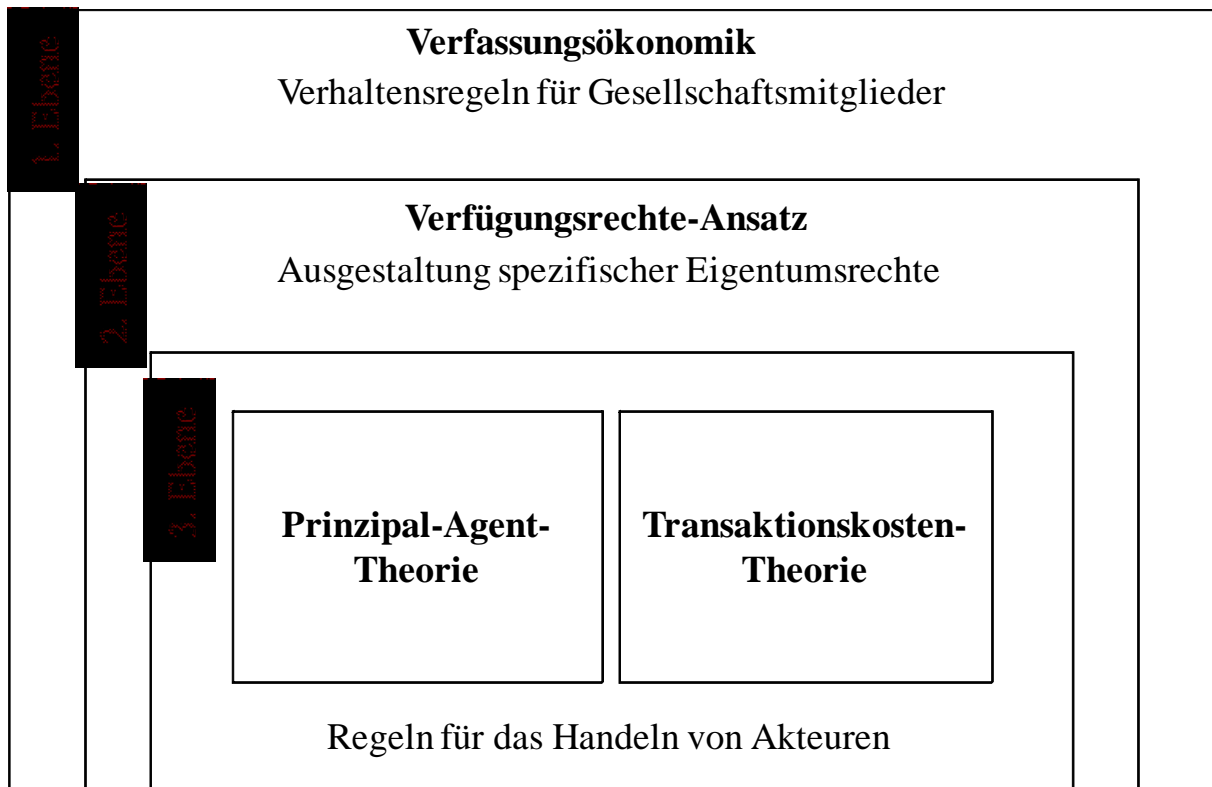 1. Ebene
Verfassungsökonomik
Verhaltensregeln für Gesellschaftsmitglieder
2. Ebene
Verfügungsrechte-Ansatz
Ausgestaltung spezifischer Eigentumsrechte
3. Ebene
Prinzipal-Agent-
Theorie
Transaktionskosten-
Theorie
Regeln für das Handeln von Akteuren